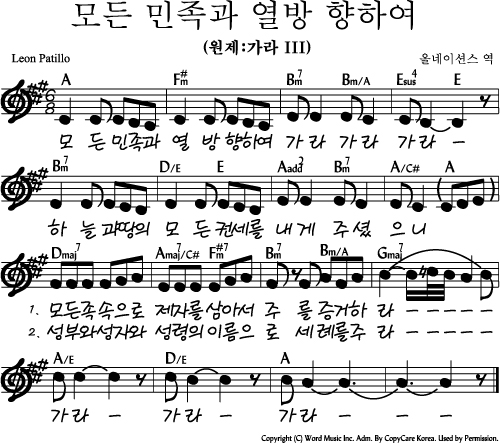 모든 민족과 열방 향하여
(원제:가라 III)
Leon Patillo 올네이션스 역
A F#m Bm7 Bm/A Esus4 E
모 든 민족과 열 방 향하여 가 라 가 라 가 라 –
Bm7 D/E E Aadd2 Bm7 A/C# A
하 늘 과땅의 모 든 권세를 내 게 주 셨 으 니
Dmaj7 Amaj7/C# F#m7 Bm7 Bm/A Gmaj7
1. 모든족속으로 제자를삼아서 주 를 증거하 라 – – – – – –
2. 성부와성자와 성령의이름으 로 세 례를주 라 – – – – – –
A/E D/E A
가 라 – – 가 라 – – 가 라 – –
Copyright (C) Word Music Inc. Adm. By CopyCare Korea. Used by Permission.